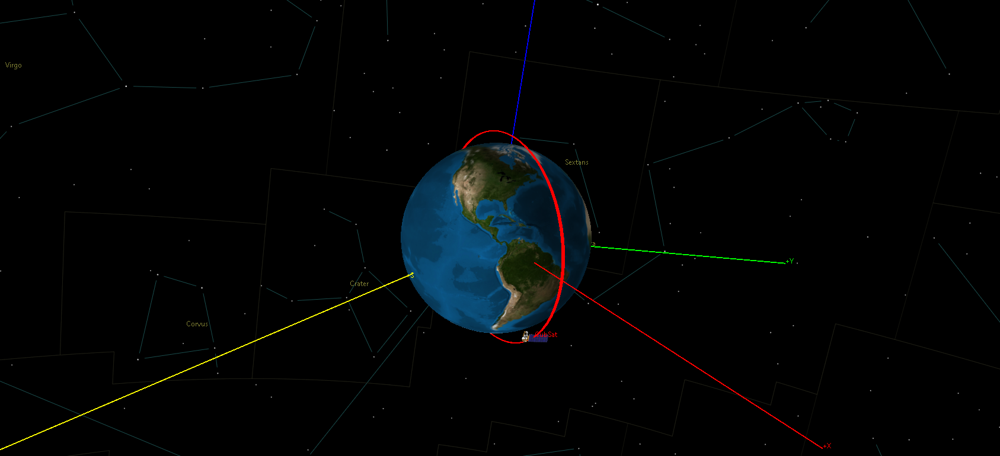 Virgo
Sextans
+Y
+S
Crater
Corvus
CubSat
+X